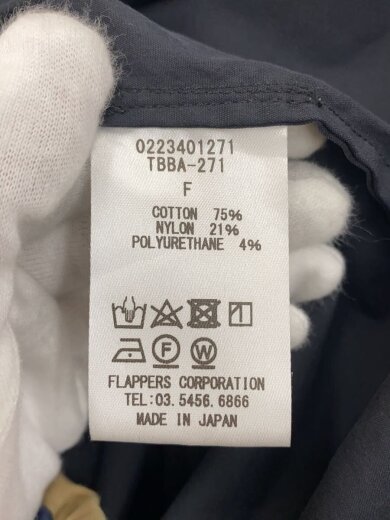 0223401271
TBBA-271
F
COTTON 75%
NYLON 21%
POLYURETHANE 4%
F W
FLAPPERS CORPORATION
TEL:03.5456.6866
MADE IN JAPAN